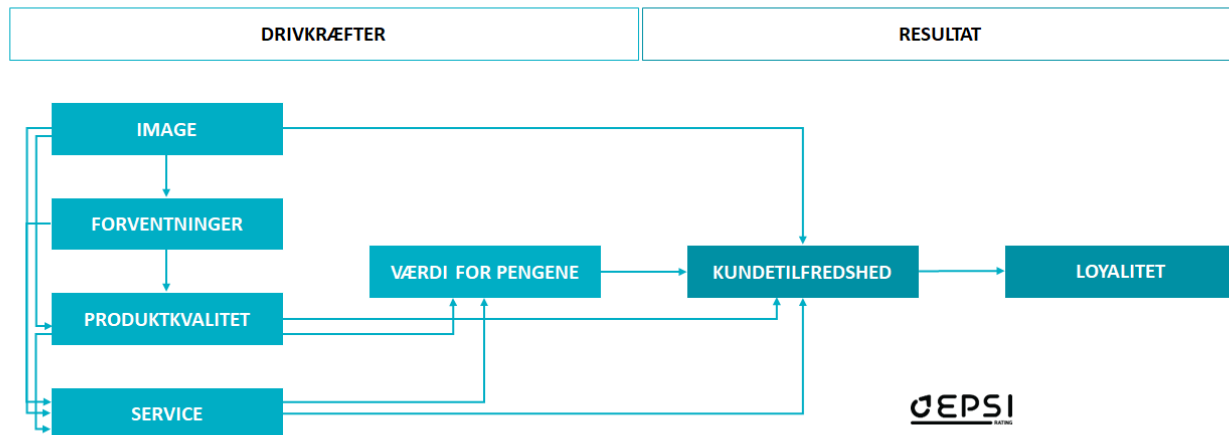 DRIVKRÆFTER
RESULTAT
IMAGE
FORVENTNINGER
VÆRDI FOR PENGENE
KUNDETILFREDSHED
LOYALITET
PRODUKTKVALITET
SERVICE
EPSI
RATING